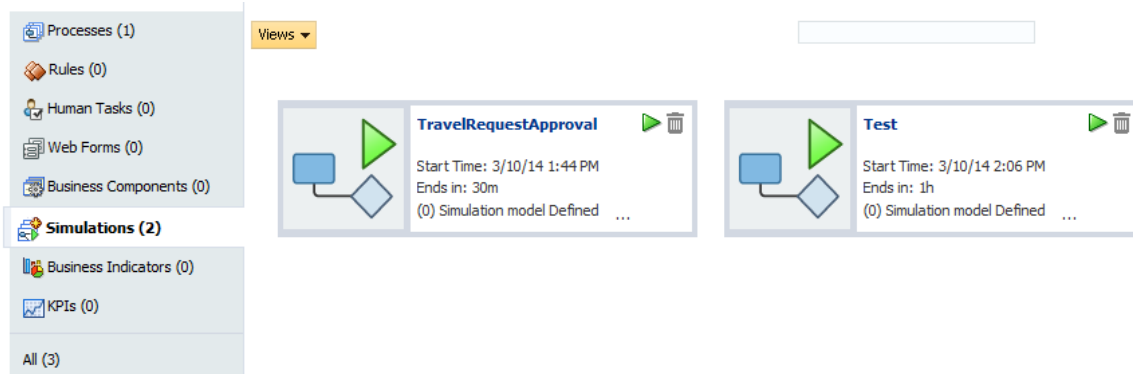 Processes (1)
Rules (0)
Human Tasks (0)
Web Forms (0)
Business Components (0)
Simulations (2)
Business Indicators (0)
KPIs (0)
All (3)
Views
TravelRequestApproval
Start Time: 3/10/14 1:44 PM
Ends in: 30m
(0) Simulation model Defined ...
Test
Start Time: 3/10/14 2:06 PM
Ends in: 1h
(0) Simulation model Defined ...